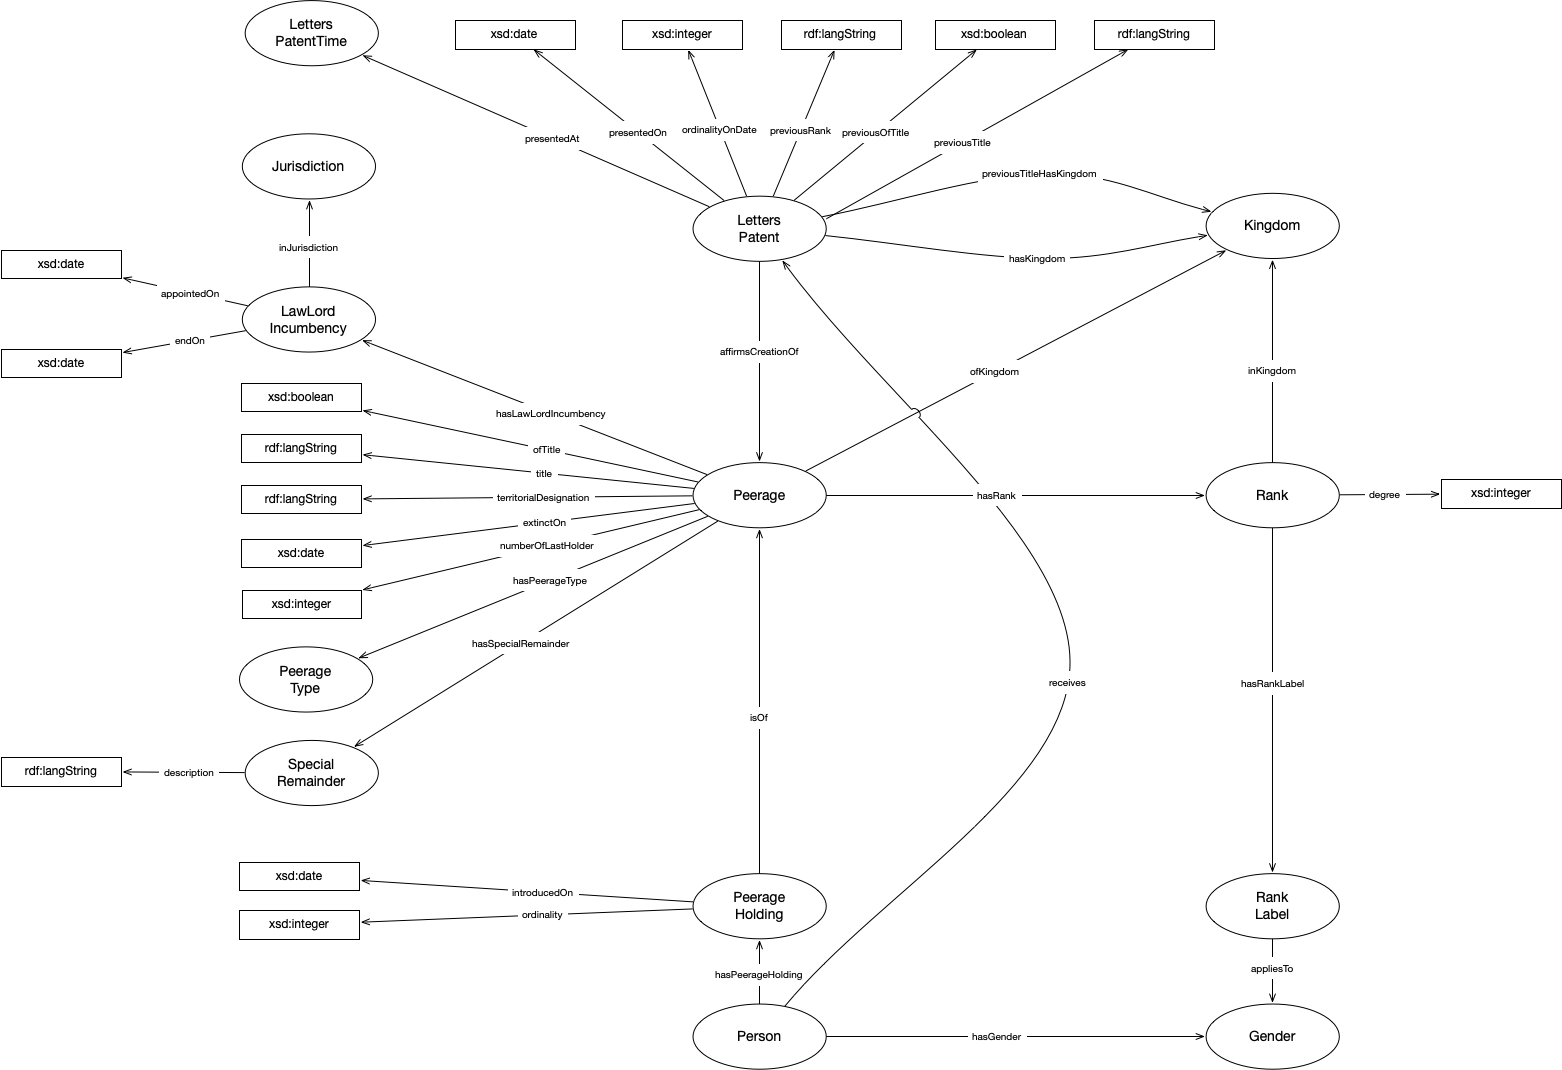 Letters
PatentTime
xsd:date
xsd:integer
rdf:langString
xsd:boolean
rdf:langString
presentedAt
presentedOn
ordinalityOnDate
previousRank
previousOfTitle
previousTitle
Jurisdiction
previousTitleHasKingdom
Letters
Patent
Kingdom
inJurisdiction
hasKingdom
xsd:date
appointedOn
LawLord
Incumbency
endOn
xsd:date
affirmsCreationOf
ofKingdom
inKingdom
xsd:boolean
hasLawLordIncumbency
rdf:langString
ofTitle
title
rdf:langString
territorialDesignation
Peerage
hasRank
Rank
degree
xsd:integer
extinctOn
xsd:date
numberOfLastHolder
hasPeerageType
xsd:integer
hasSpecialRemainder
Peerage
Type
receives
hasRankLabel
isOf
rdf:langString
description
Special
Remainder
xsd:date
introducedOn
ordinality
xsd:integer
Peerage
Holding
Rank
Label
hasPeerageHolding
appliesTo
Person
hasGender
Gender